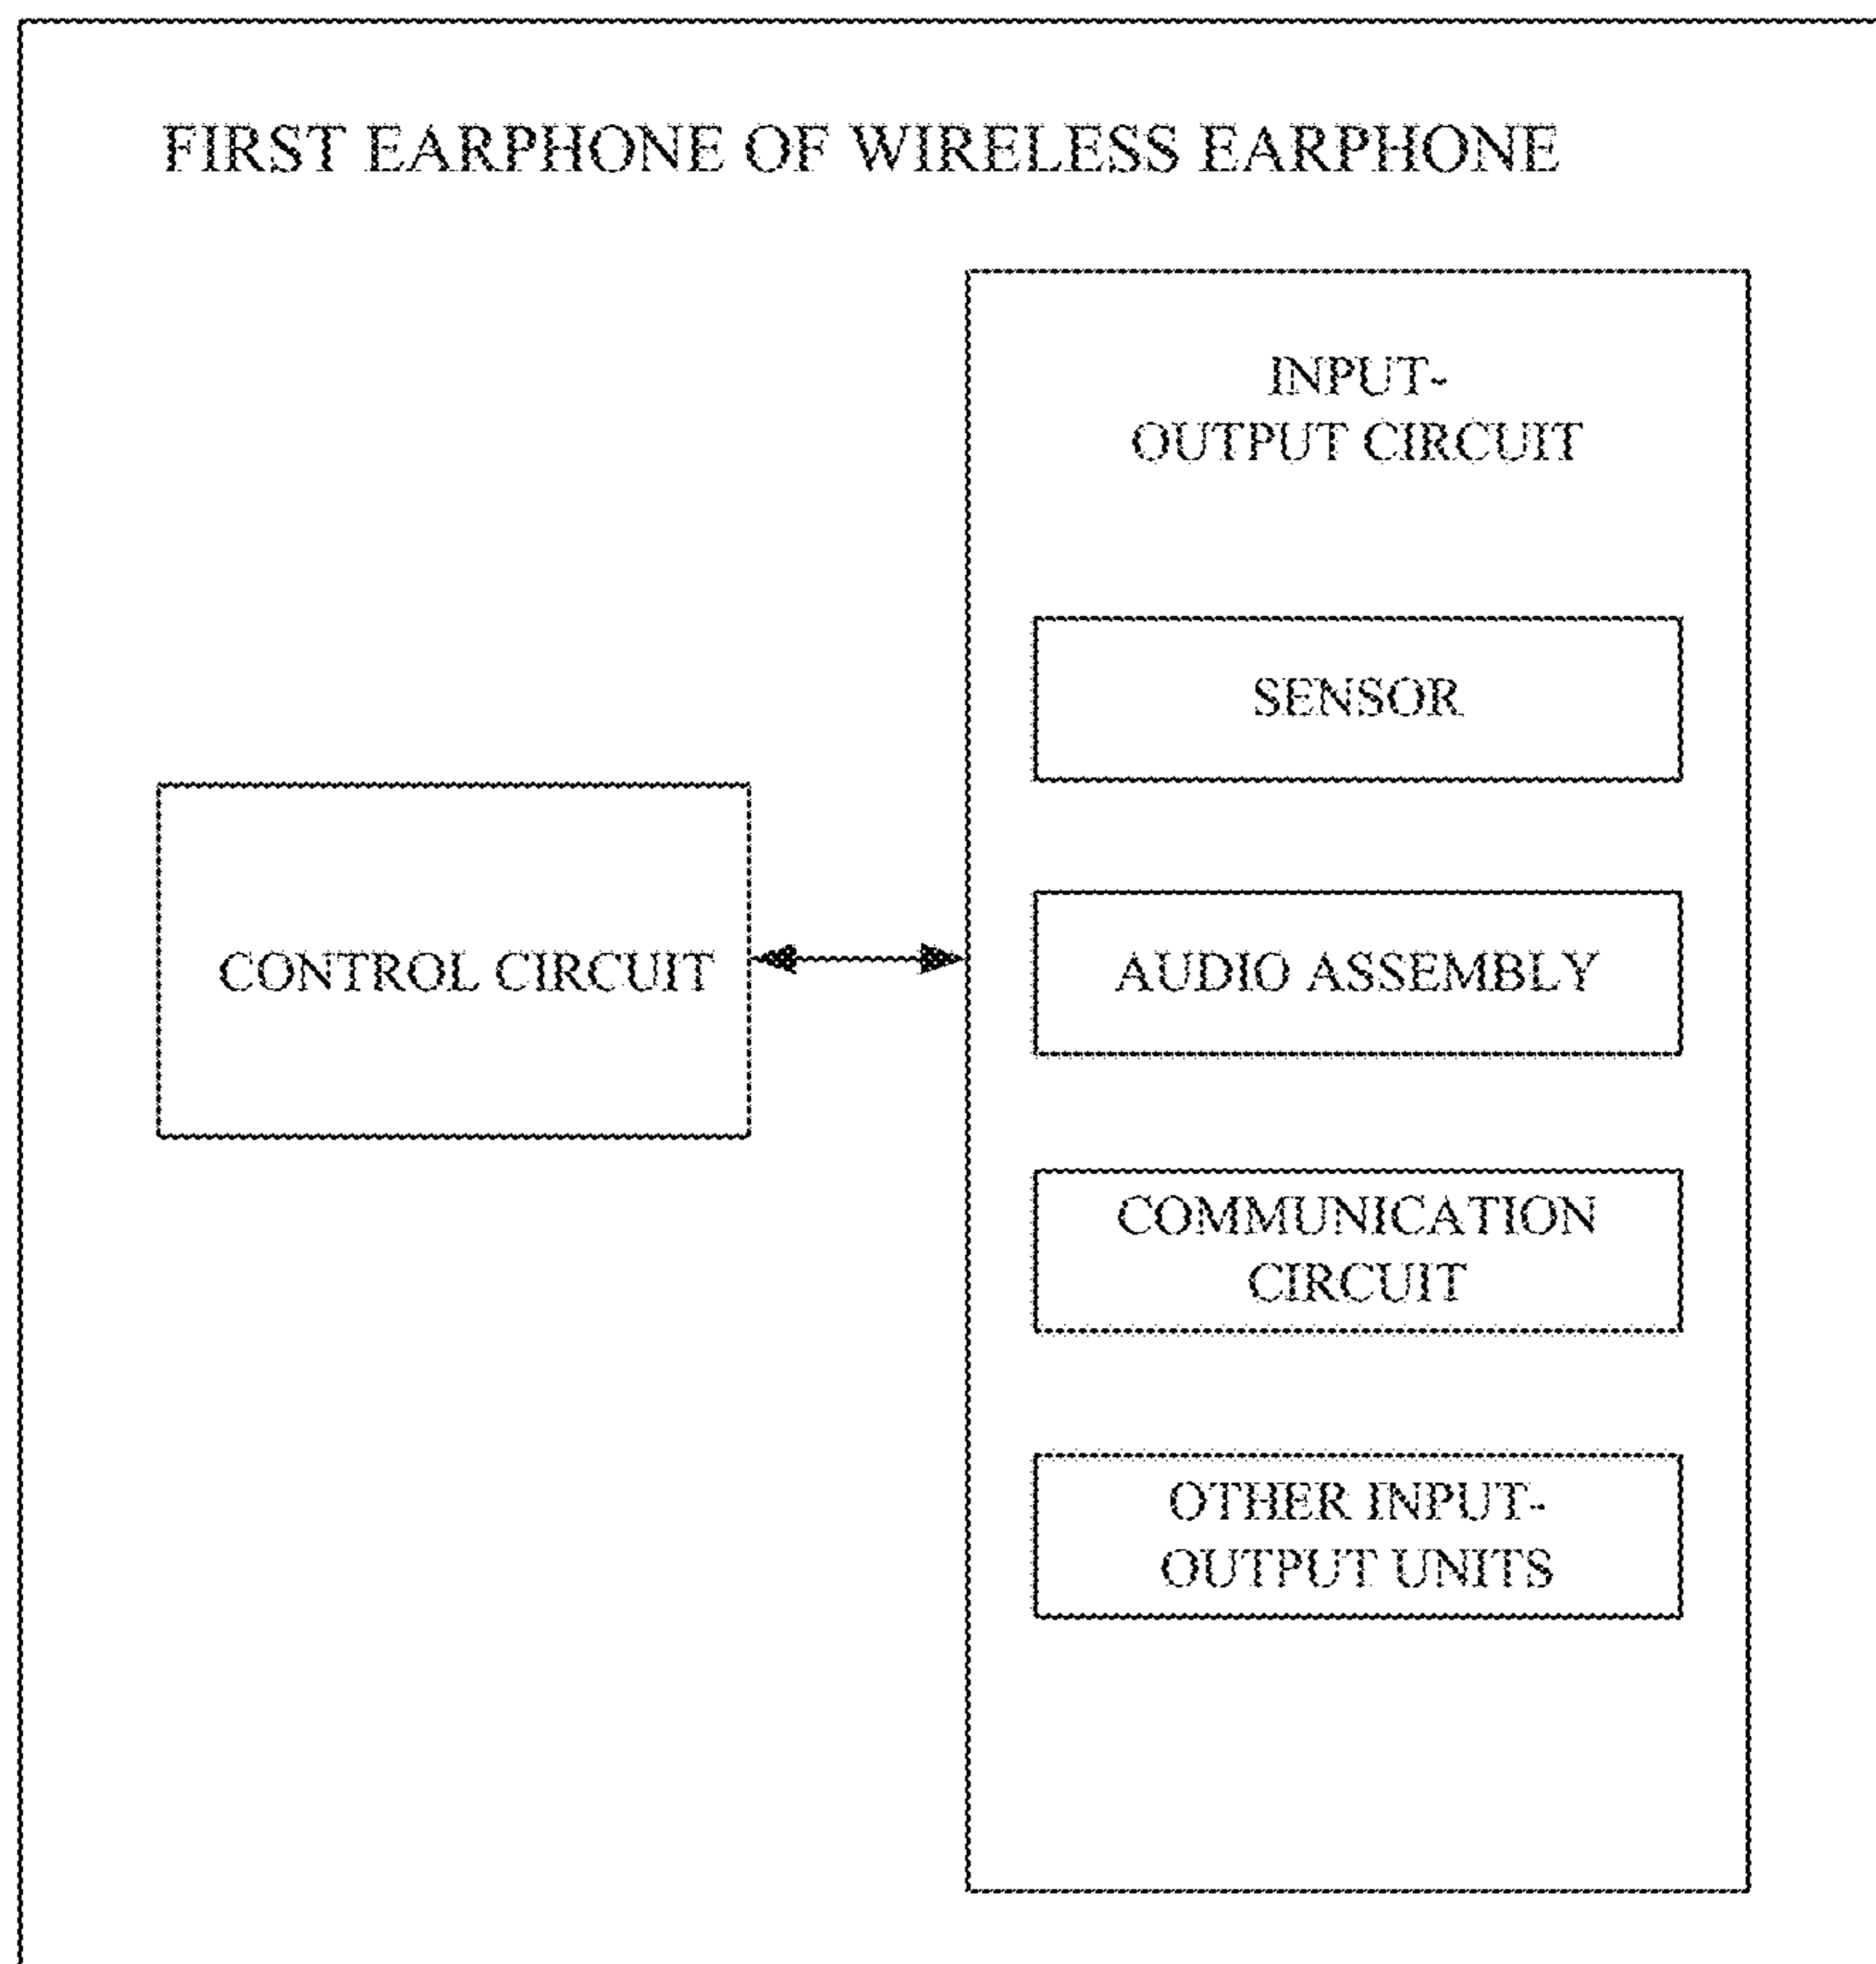 FIRST EARPHONE OF WIRELESS EARPHONE
INPUT-
OUTPUT CIRCUIT
SENSOR
CONTROL CIRCUIT
AUDIO ASSEMBLY
COMMUNICATION
CIRCUIT
OTHER INPUT-
OUTPUT UNITS